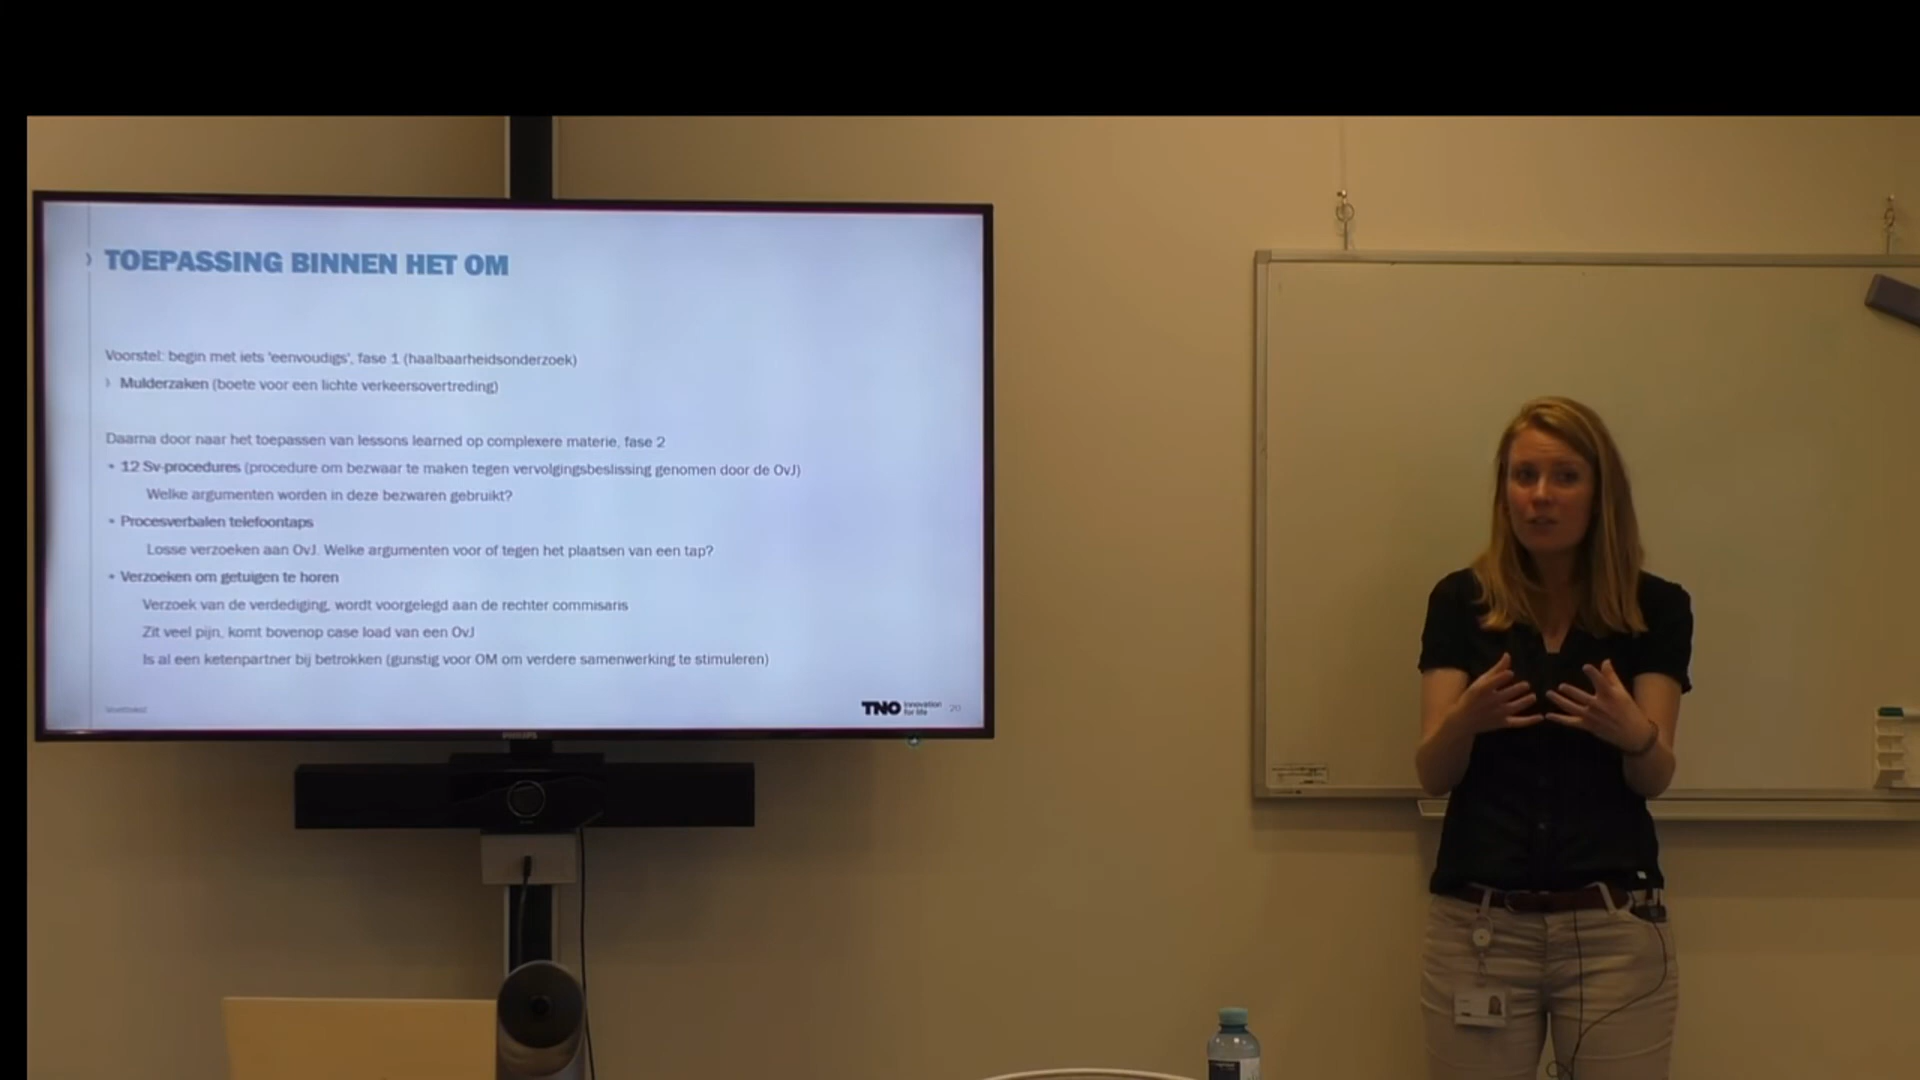 TOEPASSING BINNEN HET OM
Voorstel: begin met iets 'eenvoudigs', fase 1 (haalbaarheidsonderzoek)
Mulderzaken (boete voor een lichte verkeersovertreding)
Daarna door naar het toepassen van lessons learned op complexere materie, fase 2
• 12 Sv-procedures (procedure om bezwaar te maken tegen vervolgingsbeslissing genomen door de OvJ)
Welke argumenten worden in deze bezwaren gebruikt?
• Procesverbalen telefoontaps
Losse verzoeken aan OvJ. Welke argumenten voor of tegen het plaatsen van een tap?
• Verzoeken om getuigen te horen
Verzoek van de verdediging, wordt voorgelegd aan de rechter commisaris
Zit veel pijn, komt bovenop case load van een OvJ
Is al een ketenpartner bij betrokken (gunstig voor OM om verdere samenwerking te stimuleren)
TNO innovation for life 20
PHILIPS